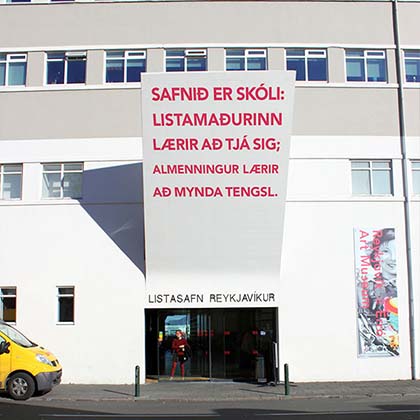 SAFNIÐ ER SKÓLI:
LISTAMAÐURINN
LÆRIR AÐ TJÁ SIG;
ALMENNINGUR LÆRIR
AÐ MYNDA TENGSL.
LISTASAFN REYKJAVÍKUR
Art Museum